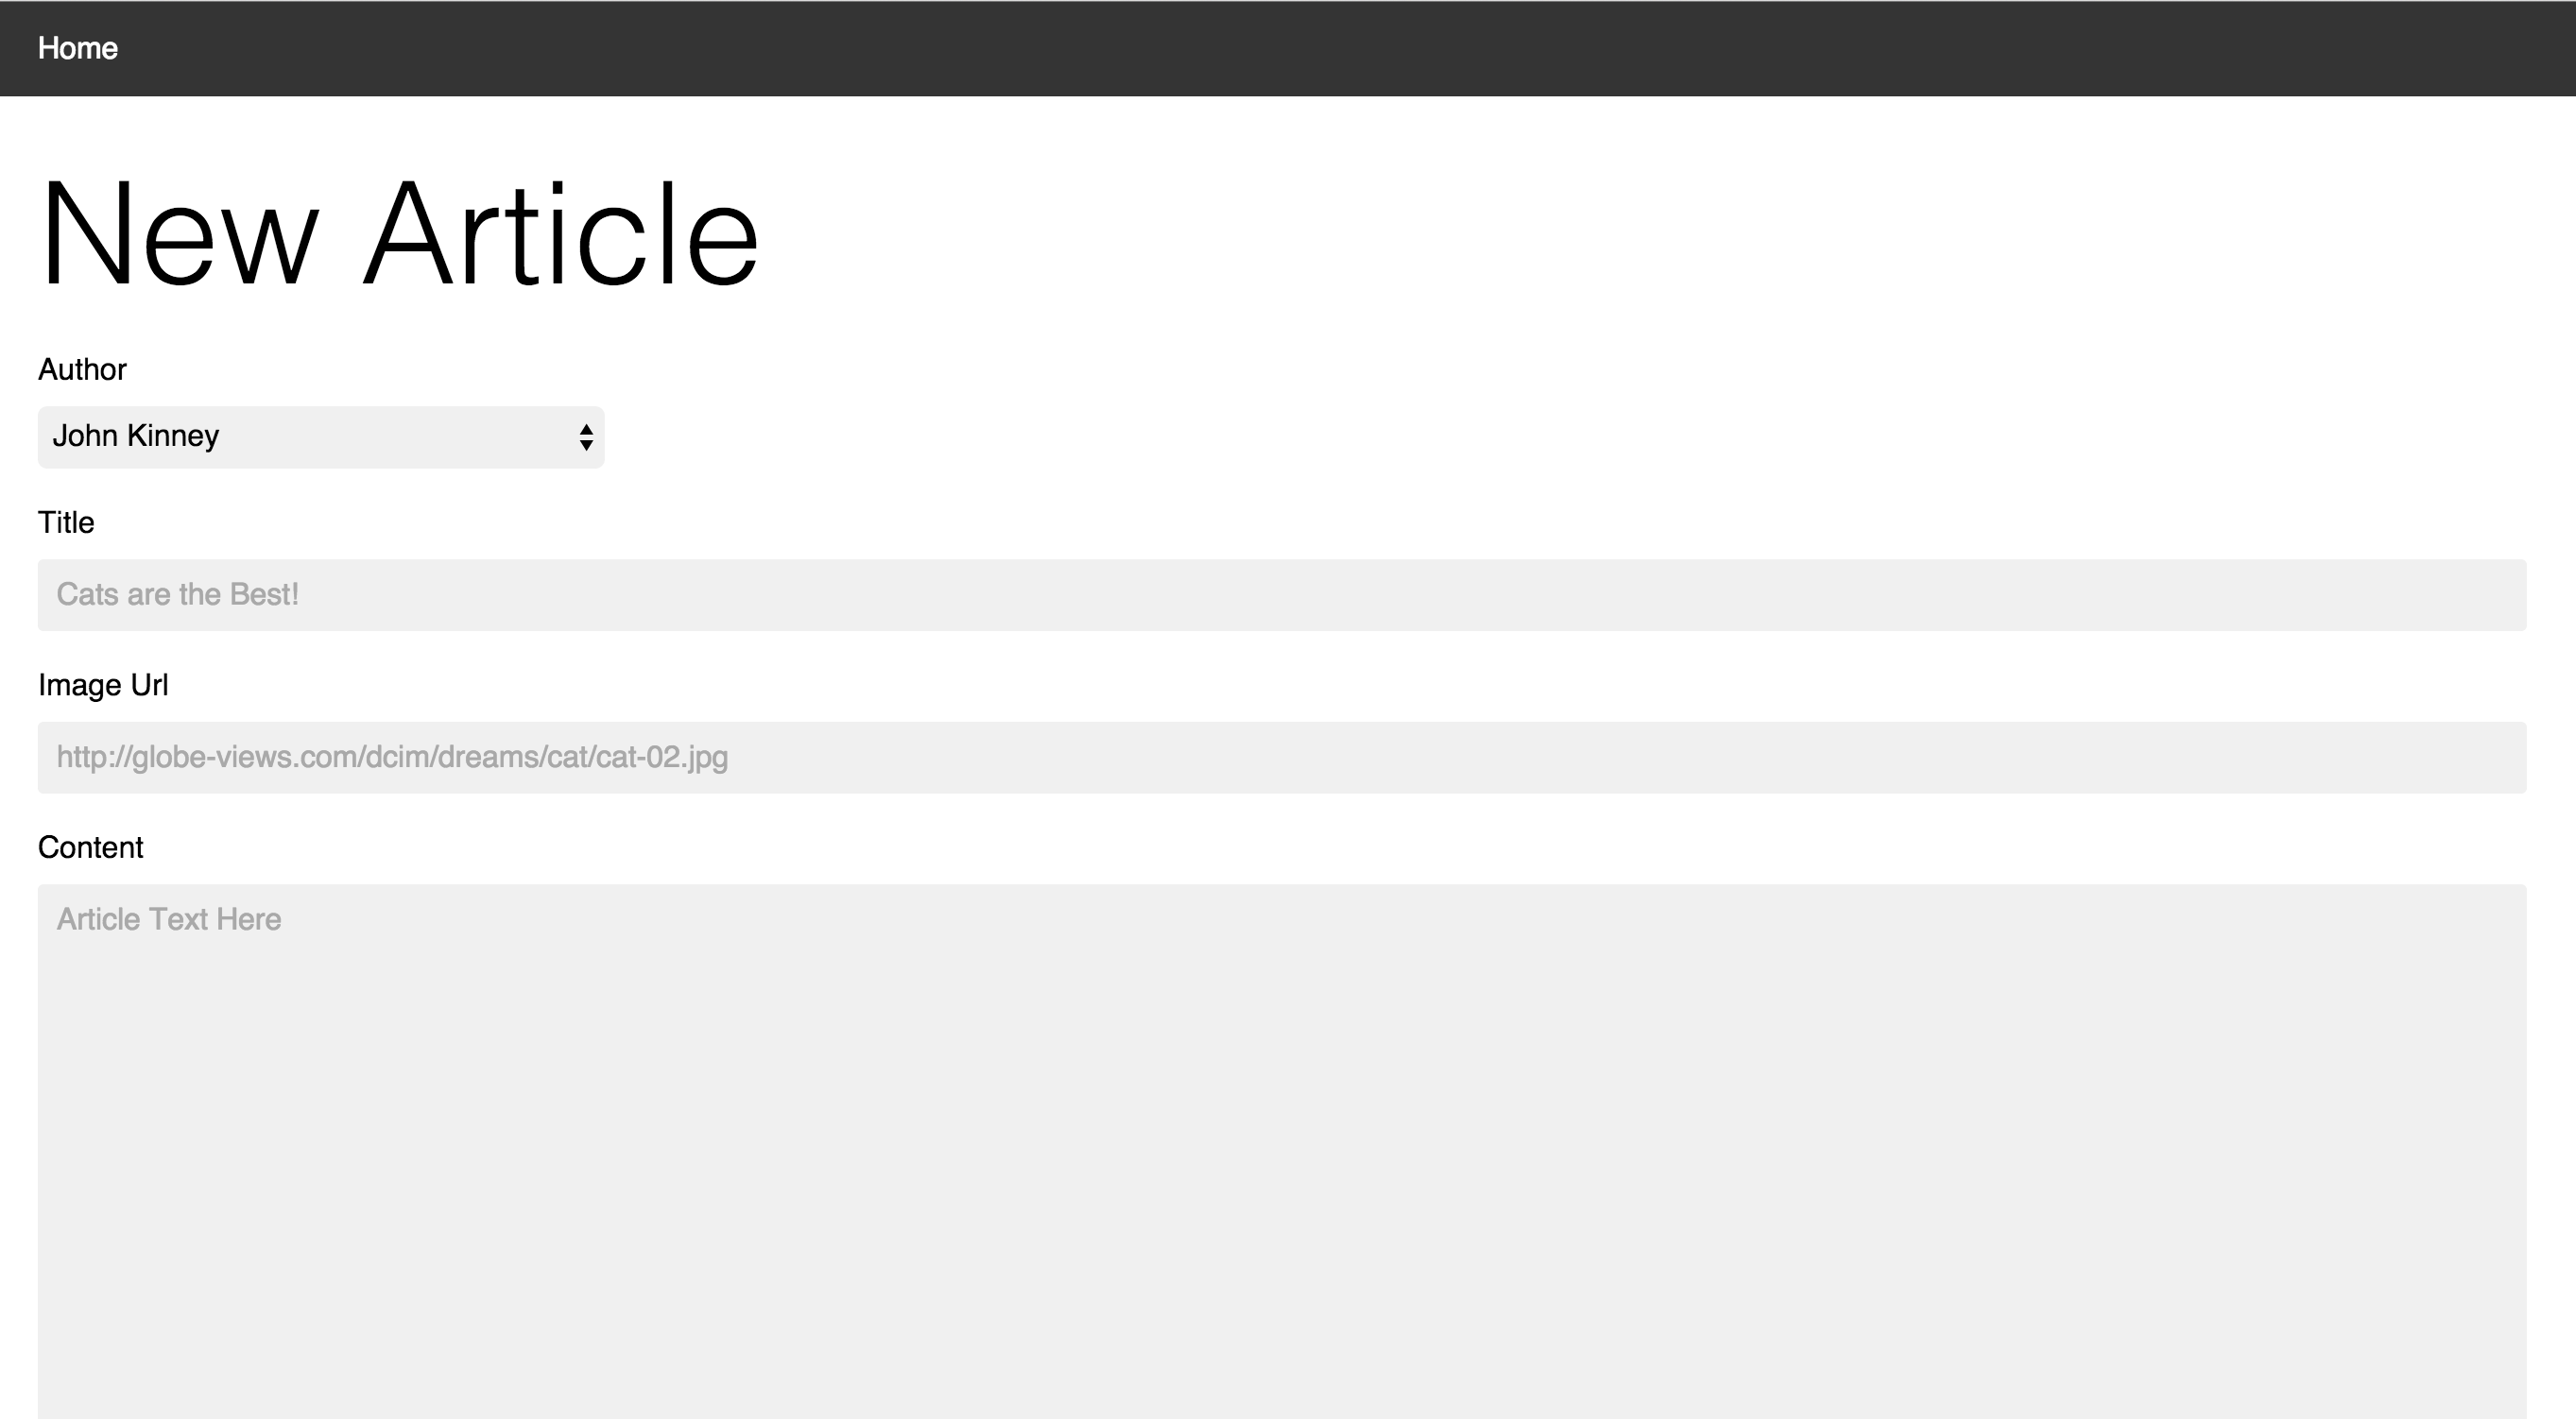 Home
New Article
Author
John Kinney
Title
Cats are the Best!
Image Url
http://globe-views.com/dcim/dreams/cat/cat-02.jpg
Content
Article Text Here